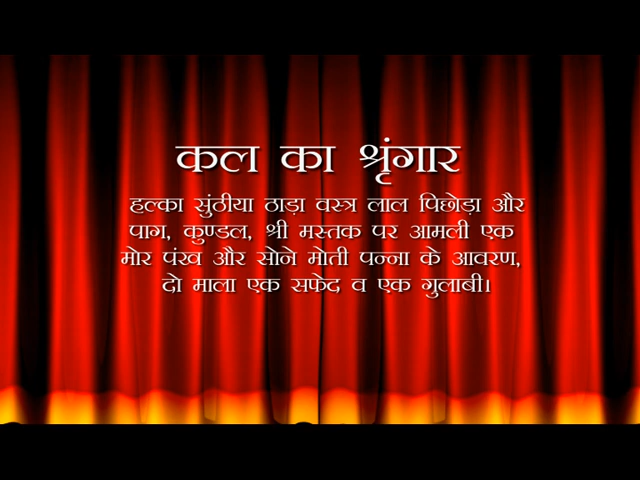 कल का श्रृंगार
हल्का सुंठीया ठाड़ा वस्त्र लाल पिछोड़ा और
पाग, कुण्डल, श्री मस्तक पर आमली एक
मोर पंख और सोने मोती पन्ना के आवरण,
दो माला एक सफेद व एक गुलाबी।